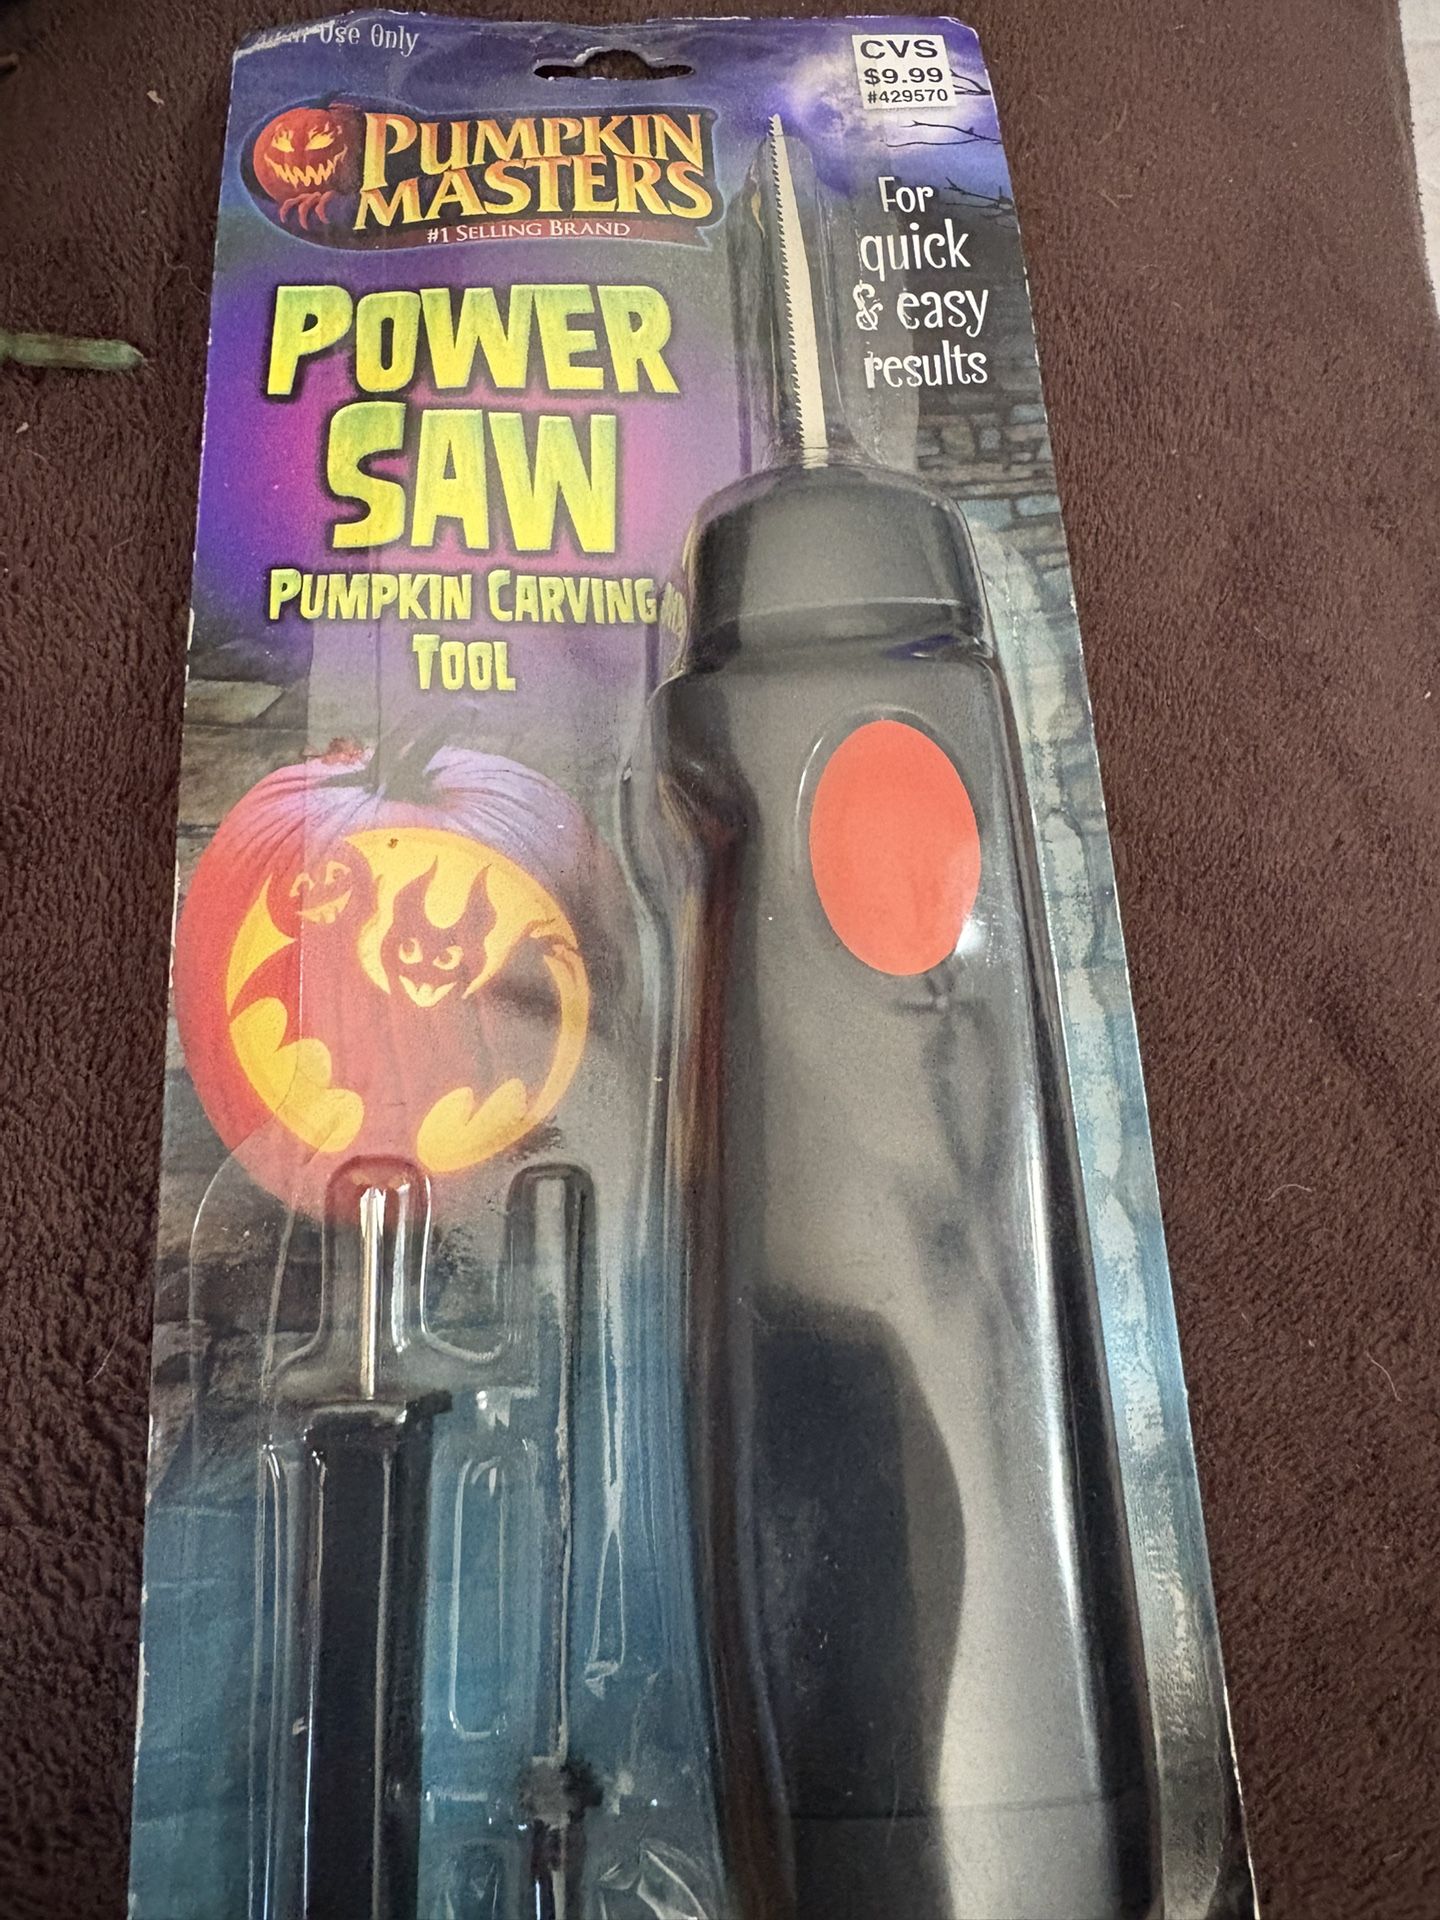 Use Only
CVS
$9.99
#429570
PUMPKIN
MASTERS
#1 SELLING BRAND
For
quick
& easy
results
POWER
SAW
PUMPKIN CARVING
TOOL